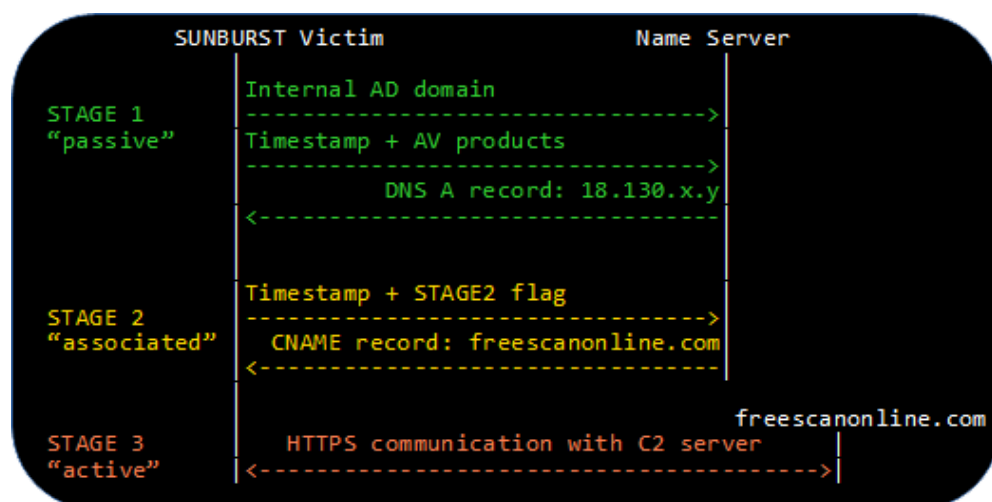 SUNBURST Victim Name Server
Internal AD domain
STAGE 1
“passive”
Timestamp + AV products
DNS A record: 18.130.x.y
Timestamp + STAGE2 flag
STAGE 2
“associated”
CNAME record: freescanonline.com
freescanonline.com
STAGE 3
“active”
HTTPS communication with C2 server